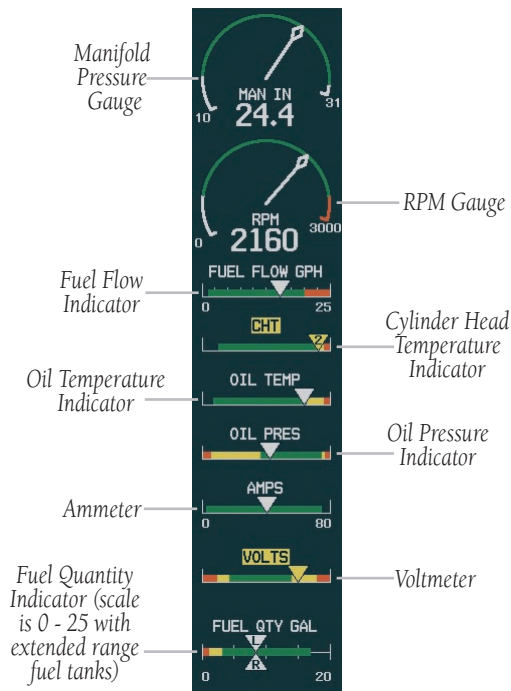 Manifold
Pressure
Gauge
MAN IN
10
31
24.4
RPM Gauge
RPM
0
3000
2160
Fuel Flow
Indicator
FUEL FLOW GPH
0
25
Cylinder Head
Temperature
Indicator
CHT
2
Oil Temperature
Indicator
OIL TEMP
Oil Pressure
Indicator
OIL PRES
Ammeter
AMPS
0
80
Voltmeter
VOLTS
Fuel Quantity
Indicator (scale
is 0 - 25 with
extended range
fuel tanks)
FUEL QTY GAL
L
R
0
20